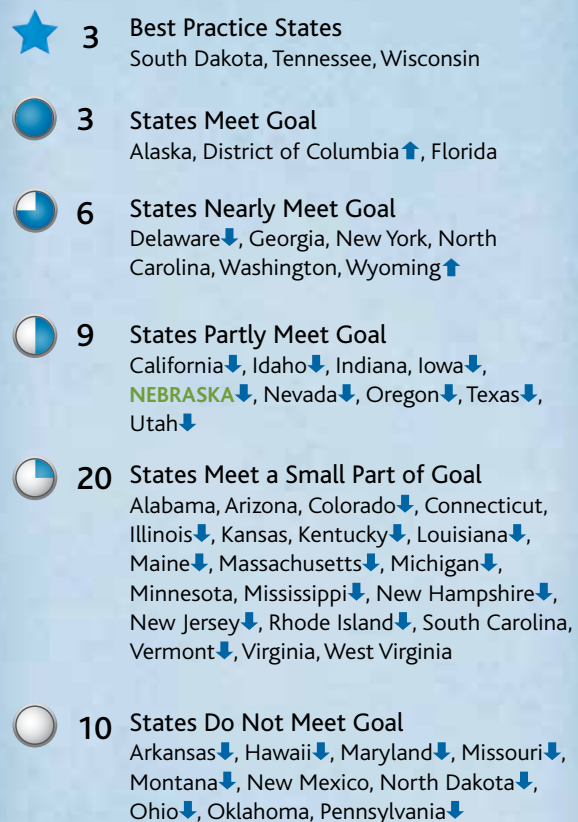 3 Best Practice States
South Dakota, Tennessee, Wisconsin
3 States Meet Goal
Alaska, District of Columbia⬆, Florida
6 States Nearly Meet Goal
Delaware⬇, Georgia, New York, North
Carolina, Washington, Wyoming⬆
9 States Partly Meet Goal
California⬇, Idaho⬇, Indiana, Iowa⬇,
NEBRASKA⬇, Nevada⬇, Oregon⬇, Texas⬇,
Utah⬇
20 States Meet a Small Part of Goal
Alabama, Arizona, Colorado⬇, Connecticut,
Illinois⬇, Kansas, Kentucky⬇, Louisiana⬇,
Maine⬇, Massachusetts⬇, Michigan⬇,
Minnesota, Mississippi⬇, New Hampshire⬇,
New Jersey⬇, Rhode Island⬇, South Carolina,
Vermont⬇, Virginia, West Virginia
10 States Do Not Meet Goal
Arkansas⬇, Hawaii⬇, Maryland⬇, Missouri⬇,
Montana⬇, New Mexico, North Dakota⬇,
Ohio⬇, Oklahoma, Pennsylvania⬇